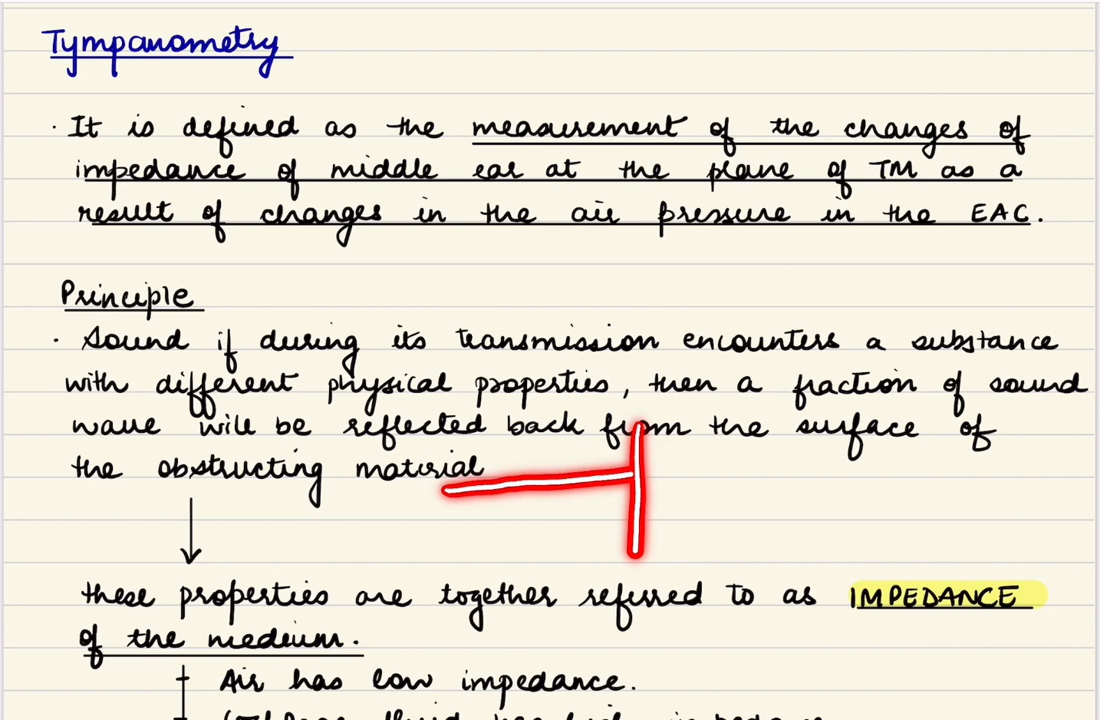 Tympanometry
· It is defined as the measurement of the changes of
impedance of middle ear at the plane of TM as a
result of changes in the air pressure in the EAC.
Principle
· Sound if during its transmission encounters a substance
with different physical properties, then a fraction of sound
wave will be reflected back from the surface of
the obstructing material
these properties are together referred to as IMPEDANCE
of the medium.
Air has low impedance.